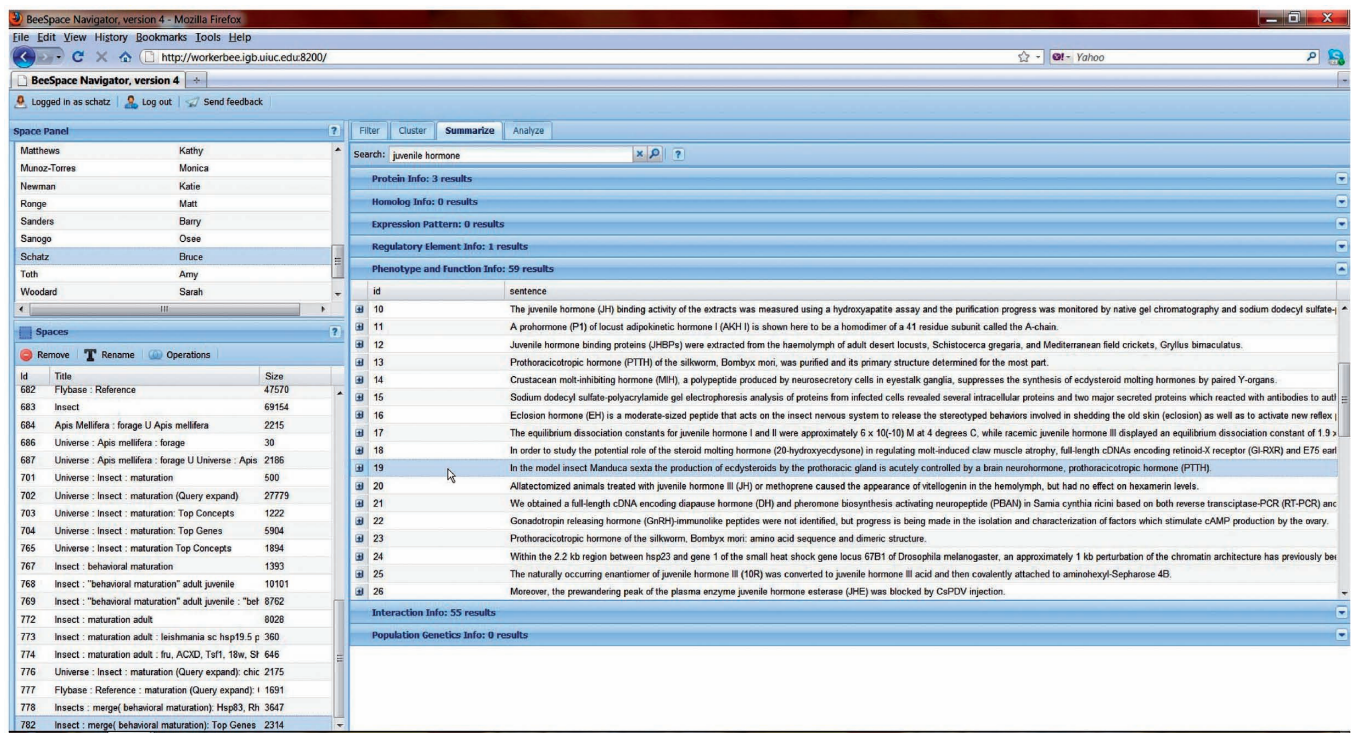 BeeSpace Navigator, version 4 - Mozilla Firefox
File Edit View History Bookmarks Tools Help
http://workerbee.igb.uiuc.edu:8200/
Yahoo
BeeSpace Navigator, version 4
Logged in as schatz Log out Send feedback
Space Panel ?
Matthews Kathy
Munoz-Torres Monica
Newman Katie
Ronge Matt
Sanders Barry
Sanogo Osee
Schatz Bruce
Toth Amy
Woodard Sarah
Spaces ?
Remove Rename Operations
Id Title Size
682 Flybase : Reference 47570
683 Insect 69154
684 Apis Mellifera : forage U Apis mellifera 2215
686 Universe : Apis mellifera : forage 30
687 Universe : Apis mellifera : forage U Universe : Apis 2186
701 Universe : Insect : maturation 500
702 Universe : Insect : maturation (Query expand) 27779
703 Universe : Insect : maturation: Top Concepts 1222
704 Universe : Insect : maturation: Top Genes 5904
765 Universe : Insect : maturation Top Concepts 1894
767 Insect : behavioral maturation 1393
768 Insect : "behavioral maturation" adult juvenile 10101
769 Insect : "behavioral maturation" adult juvenile : "beh 8762
772 Insect : maturation adult 8028
773 Insect : maturation adult : leishmania sc hsp19.5 p 360
774 Insect : maturation adult : fru, ACXD, Tsf1, 18w, Sh 646
776 Universe : Insect : maturation (Query expand): chic 2175
777 Flybase : Reference : maturation (Query expand): 1691
778 Insects : merge( behavioral maturation): Hsp83, Rh 3647
782 Insect : merge( behavioral maturation): Top Genes 2314
Filter Cluster Summarize Analyze
Search: juvenile hormone ?
Protein Info: 3 results
Homolog Info: 0 results
Expression Pattern: 0 results
Regulatory Element Info: 1 results
Phenotype and Function Info: 59 results
id sentence
10 The juvenile hormone (JH) binding activity of the extracts was measured using a hydroxyapatite assay and the purification progress was monitored by native gel chromatography and sodium dodecyl sulfate-
11 A prohormone (P1) of locust adipokinetic hormone I (AKH I) is shown here to be a homodimer of a 41 residue subunit called the A-chain.
12 Juvenile hormone binding proteins (JHBPs) were extracted from the haemolymph of adult desert locusts, Schistocerca gregaria, and Mediterranean field crickets, Gryllus bimaculatus.
13 Prothoracicotropic hormone (PTTH) of the silkworm, Bombyx mori, was purified and its primary structure determined for the most part.
14 Crustacean molt-inhibiting hormone (MIH), a polypeptide produced by neurosecretory cells in eyestalk ganglia, suppresses the synthesis of ecdysteroid molting hormones by paired Y-organs.
15 Sodium dodecyl sulfate-polyacrylamide gel electrophoresis analysis of proteins from infected cells revealed several intracellular proteins and two major secreted proteins which reacted with antibodies to auth
16 Eclosion hormone (EH) is a moderate-sized peptide that acts on the insect nervous system to release the stereotyped behaviors involved in shedding the old skin (eclosion) as well as to activate new reflex
17 The equilibrium dissociation constants for juvenile hormone I and II were approximately 6 x 10(-10) M at 4 degrees C, while racemic juvenile hormone III displayed an equilibrium dissociation constant of 1.9 x
18 In order to study the potential role of the steroid molting hormone (20-hydroxyecdysone) in regulating molt-induced claw muscle atrophy, full-length cDNAs encoding retinoid-X receptor (Gl-RXR) and E75 earl
19 In the model insect Manduca sexta the production of ecdysteroids by the prothoracic gland is acutely controlled by a brain neurohormone, prothoracicotropic hormone (PTTH).
20 Allatectomized animals treated with juvenile hormone III (JH) or methoprene caused the appearance of vitellogenin in the hemolymph, but had no effect on hexamerin levels.
21 We obtained a full-length cDNA encoding diapause hormone (DH) and pheromone biosynthesis activating neuropeptide (PBAN) in Samia cynthia ricini based on both reverse transciptase-PCR (RT-PCR) and
22 Gonadotropin releasing hormone (GnRH)-immunolike peptides were not identified, but progress is being made in the isolation and characterization of factors which stimulate cAMP production by the ovary.
23 Prothoracicotropic hormone of the silkworm, Bombyx mori: amino acid sequence and dimeric structure.
24 Within the 2.2 kb region between hsp23 and gene 1 of the small heat shock gene locus 67B1 of Drosophila melanogaster, an approximately 1 kb perturbation of the chromatin architecture has previously bee
25 The naturally occurring enantiomer of juvenile hormone III (10R) was converted to juvenile hormone III acid and then covalently attached to aminohexyl-Sepharose 4B.
26 Moreover, the prewandering peak of the plasma enzyme juvenile hormone esterase (JHE) was blocked by CsPDV injection.
Interaction Info: 55 results
Population Genetics Info: 0 results